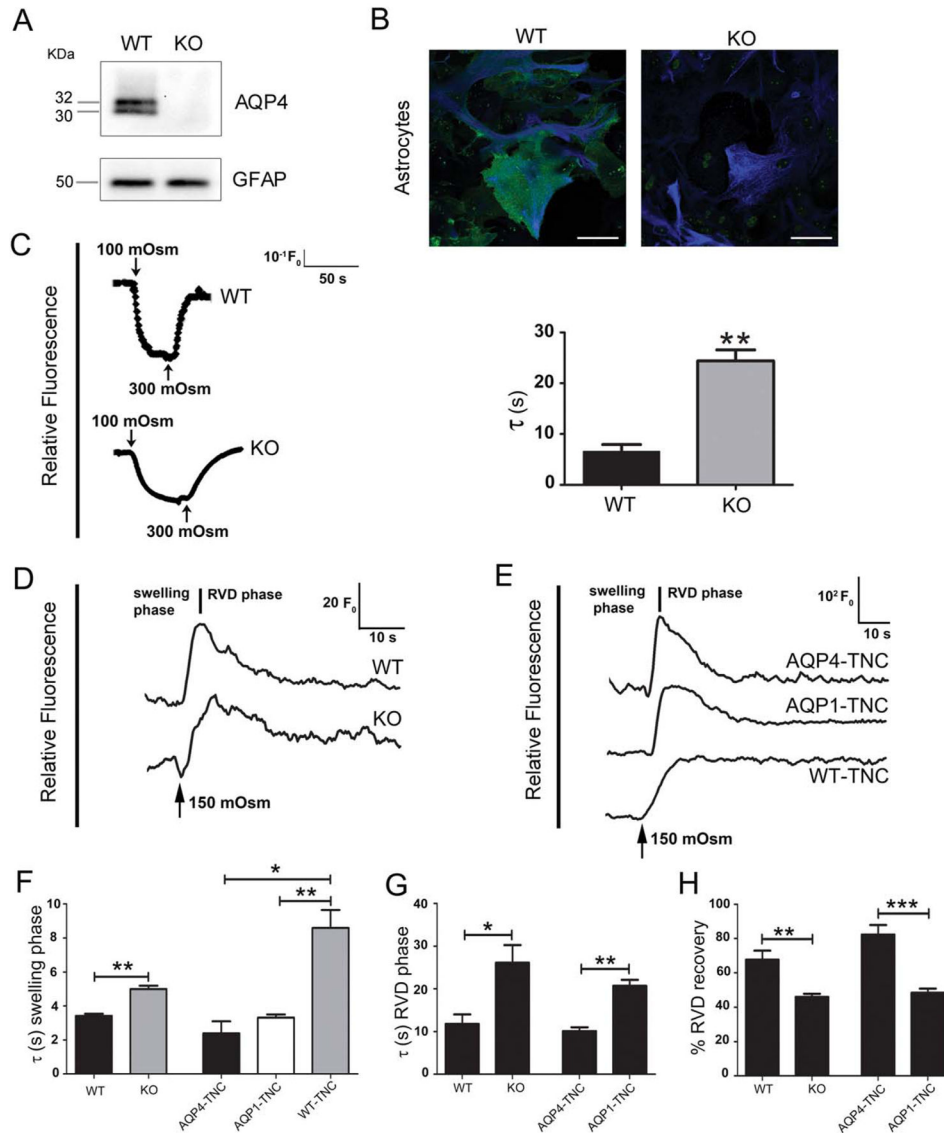 A
WT KO
KDa
32
30
AQP4
50
GFAP
B
WT
KO
Astrocytes
C
Relative Fluorescence
100 mOsm
10⁻¹F₀
50 s
WT
300 mOsm
100 mOsm
KO
300 mOsm
τ (s)
30
20
10
0
**
WT
KO
D
Relative Fluorescence
swelling phase
RVD phase
20 F₀
10 s
WT
KO
150 mOsm
E
Relative Fluorescence
swelling phase
RVD phase
10² F₀
10 s
AQP4-TNC
AQP1-TNC
WT-TNC
150 mOsm
F
τ (s) swelling phase
10
8
6
4
2
0
**
*
**
WT
KO
AQP4-TNC
AQP1-TNC
WT-TNC
G
τ (s) RVD phase
40
30
20
10
0
*
**
WT
KO
AQP4-TNC
AQP1-TNC
H
% RVD recovery
100
80
60
40
20
0
**
***
WT
KO
AQP4-TNC
AQP1-TNC